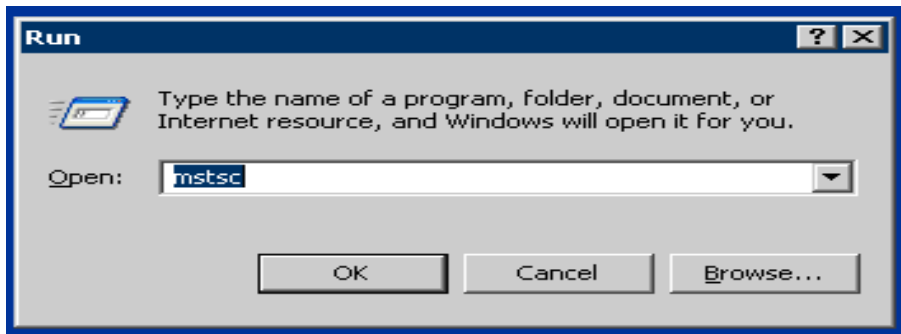 Run
Type the name of a program, folder, document, or
Internet resource, and Windows will open it for you.
Open: mstsc
OK Cancel Browse...